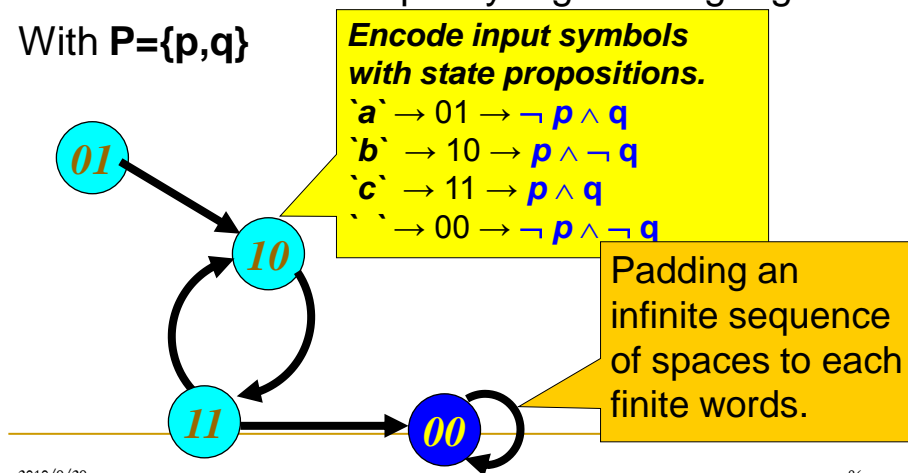 With P={p,q}
Encode input symbols
with state propositions.
`a` → 01 → ¬ p ∧ q
`b` → 10 → p ∧ ¬ q
`c` → 11 → p ∧ q
` ` → 00 → ¬ p ∧ ¬ q
01
10
Padding an
infinite sequence
of spaces to each
finite words.
11
00